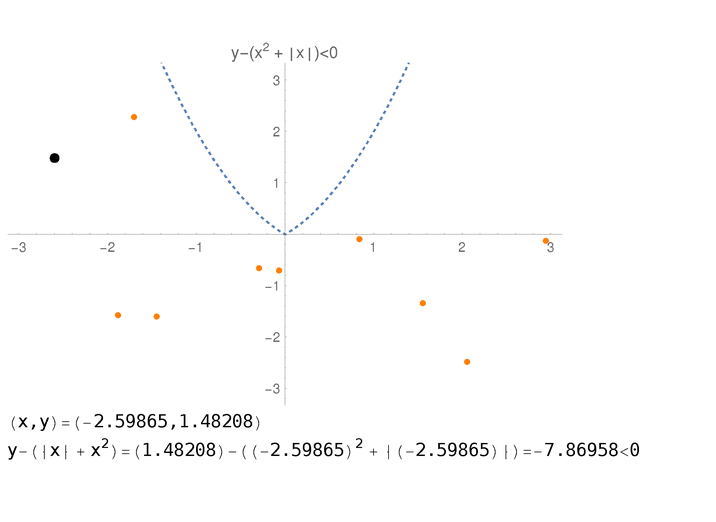 y−(x² + |x|)<0
3
2
1
−3 −2 −1 1 2 3
−1
−2
−3
(x,y)=(−2.59865,1.48208)
y−(|x| + x²)=(1.48208)−((−2.59865)² + |(−2.59865)|)=−7.86958<0